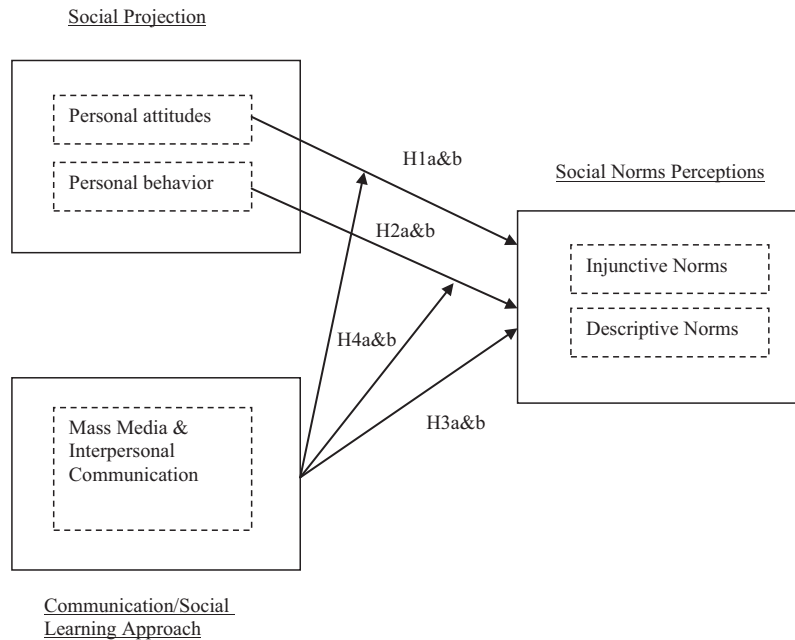 Social Projection
Personal attitudes
Personal behavior
H1a&b
Social Norms Perceptions
H2a&b
Injunctive Norms
Descriptive Norms
H4a&b
H3a&b
Mass Media &
Interpersonal
Communication
Communication/Social
Learning Approach